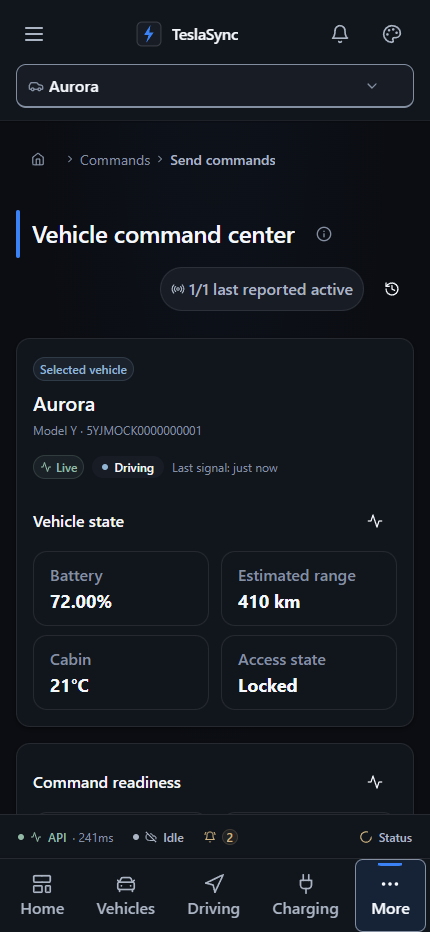 TeslaSync
Aurora
Commands
Send commands
Vehicle command center
1/1 last reported active
Selected vehicle
Aurora
Model Y · 5YJMOCK0000000001
Live
Driving
Last signal: just now
Vehicle state
Battery
72.00%
Estimated range
410 km
Cabin
21°C
Access state
Locked
Command readiness
API · 241ms
Idle
2
Status
Home
Vehicles
Driving
Charging
More